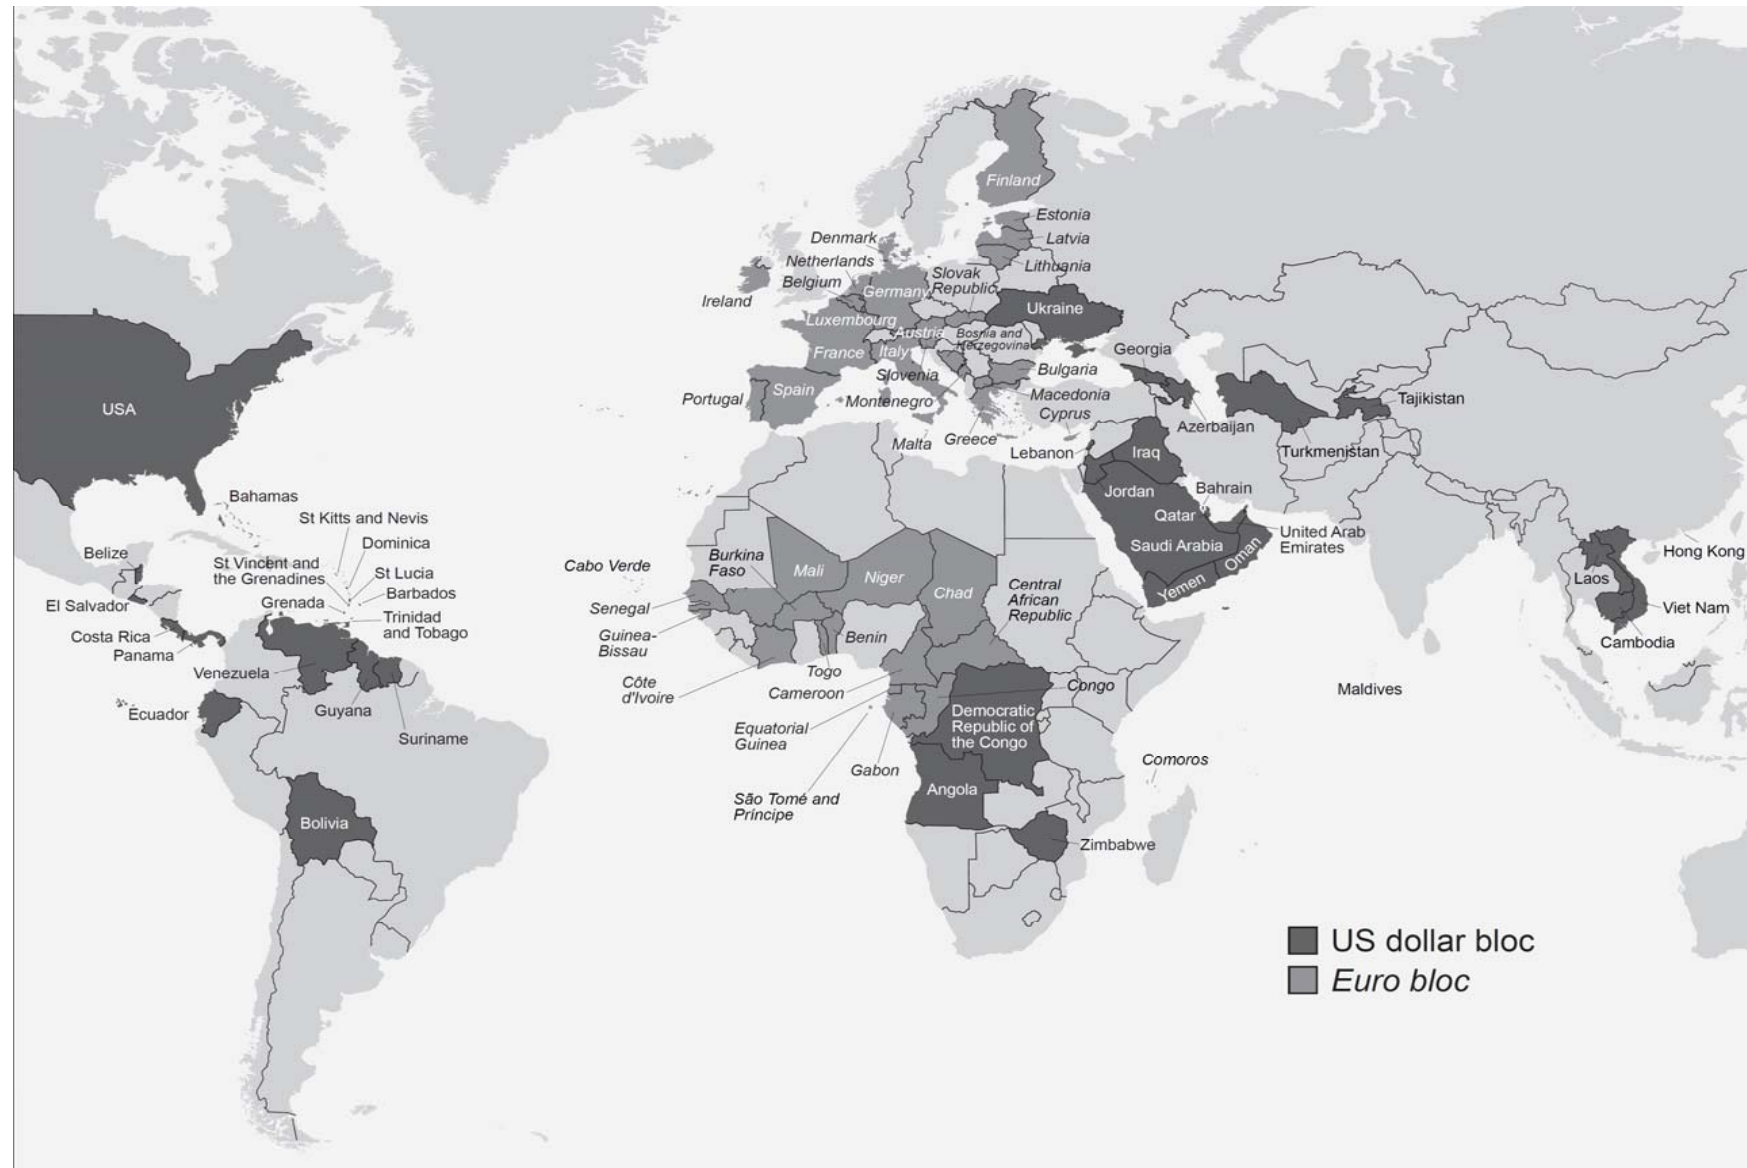 Finland
Estonia
Denmark
Latvia
Netherlands
Lithuania
Belgium
Slovak
Republic
Germany
Ireland
Ukraine
Luxembourg
Austria
Bosnia and
Herzegovina
USA
France
Italy
Georgia
Slovenia
Bulgaria
Spain
Portugal
Montenegro
Macedonia
Tajikistan
Cyprus
Azerbaijan
Malta
Greece
Lebanon
Iraq
Turkmenistan
Bahamas
Jordan
Bahrain
St Kitts and Nevis
Qatar
United Arab
Emirates
Dominica
Saudi Arabia
Oman
Hong Kong
Belize
St Vincent and
the Grenadines
Burkina
Faso
Cabo Verde
Mali
Niger
Chad
Central
African
Republic
Yemen
Laos
St Lucia
Barbados
El Salvador
Grenada
Senegal
Viet Nam
Trinidad
and Tobago
Costa Rica
Guinea-
Bissau
Benin
Cambodia
Panama
Venezuela
Togo
Côte
d'Ivoire
Cameroon
Congo
Maldives
Ecuador
Guyana
Democratic
Republic of
the Congo
Equatorial
Guinea
Suriname
Gabon
Comoros
Angola
São Tomé and
Príncipe
Bolivia
Zimbabwe
US dollar bloc
Euro bloc